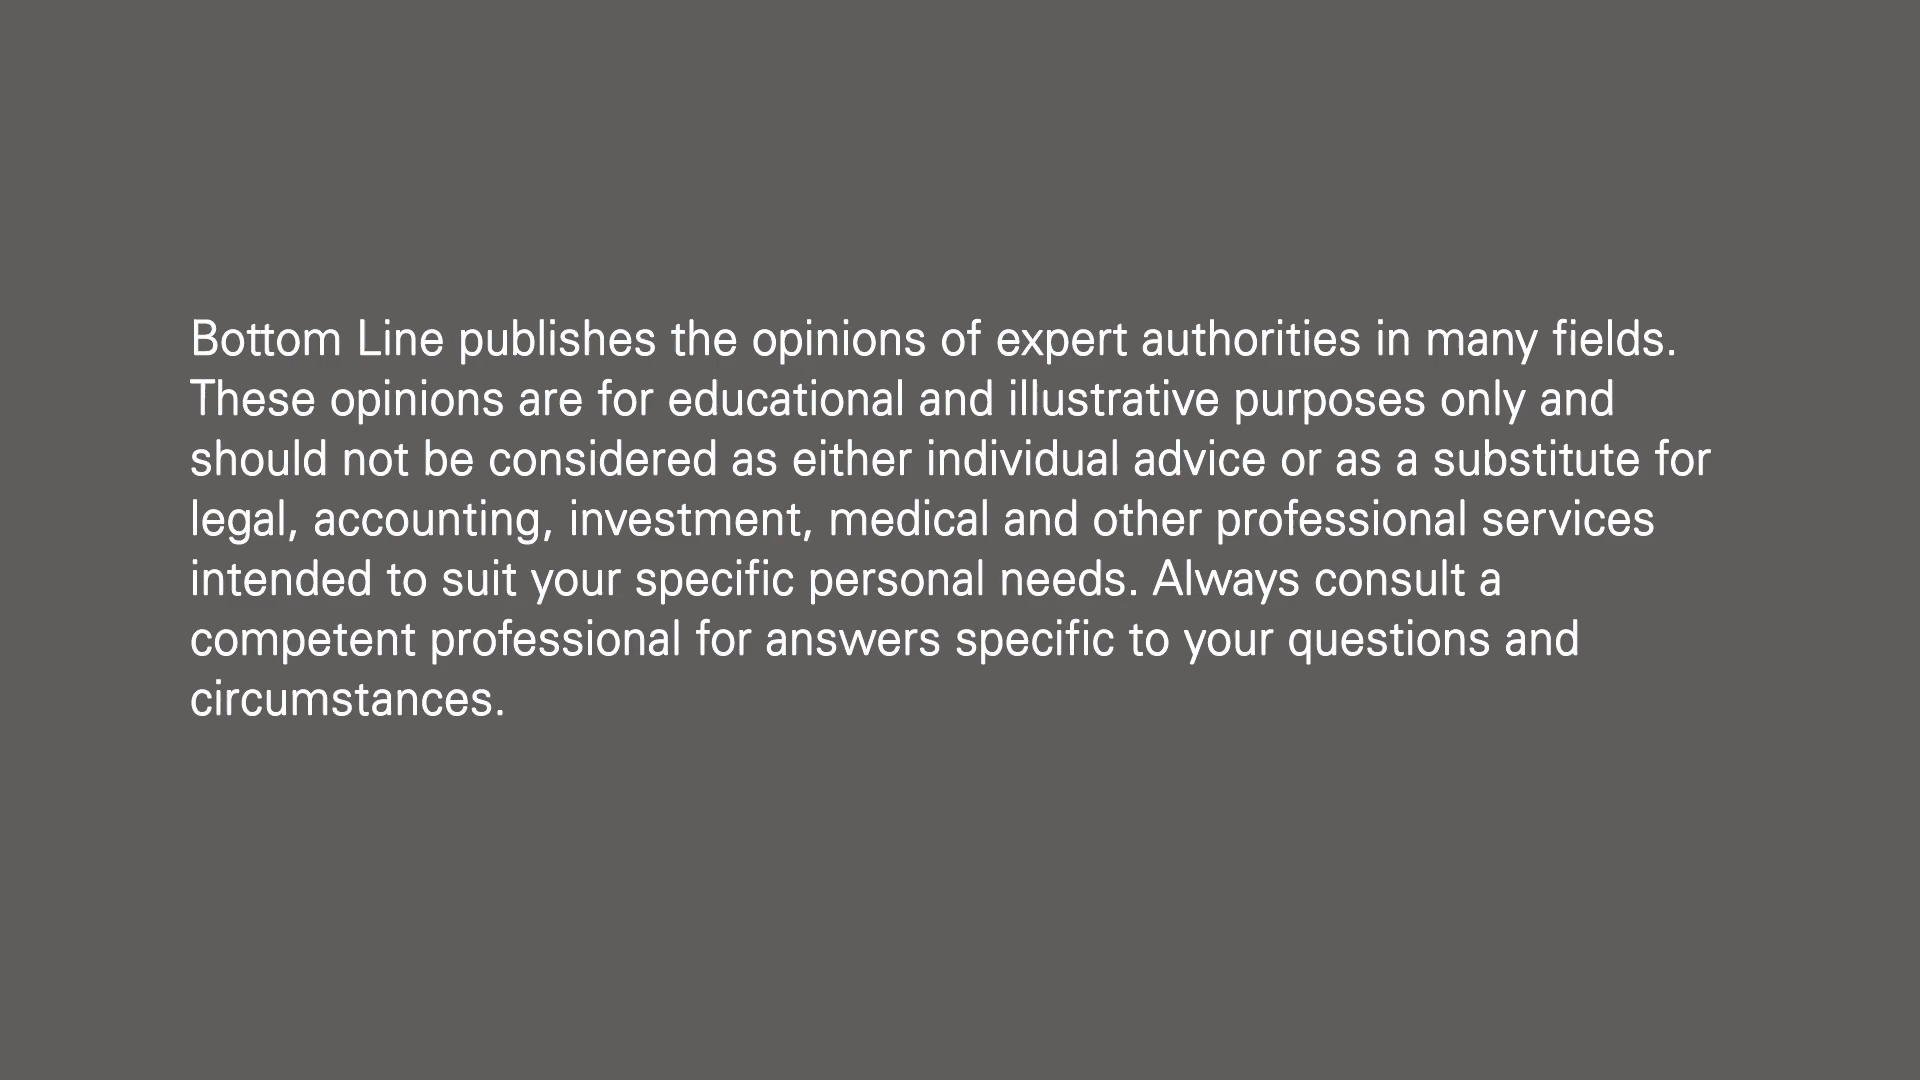 Bottom Line publishes the opinions of expert authorities in many fields.
These opinions are for educational and illustrative purposes only and
should not be considered as either individual advice or as a substitute for
legal, accounting, investment, medical and other professional services
intended to suit your specific personal needs. Always consult a
competent professional for answers specific to your questions and
circumstances.